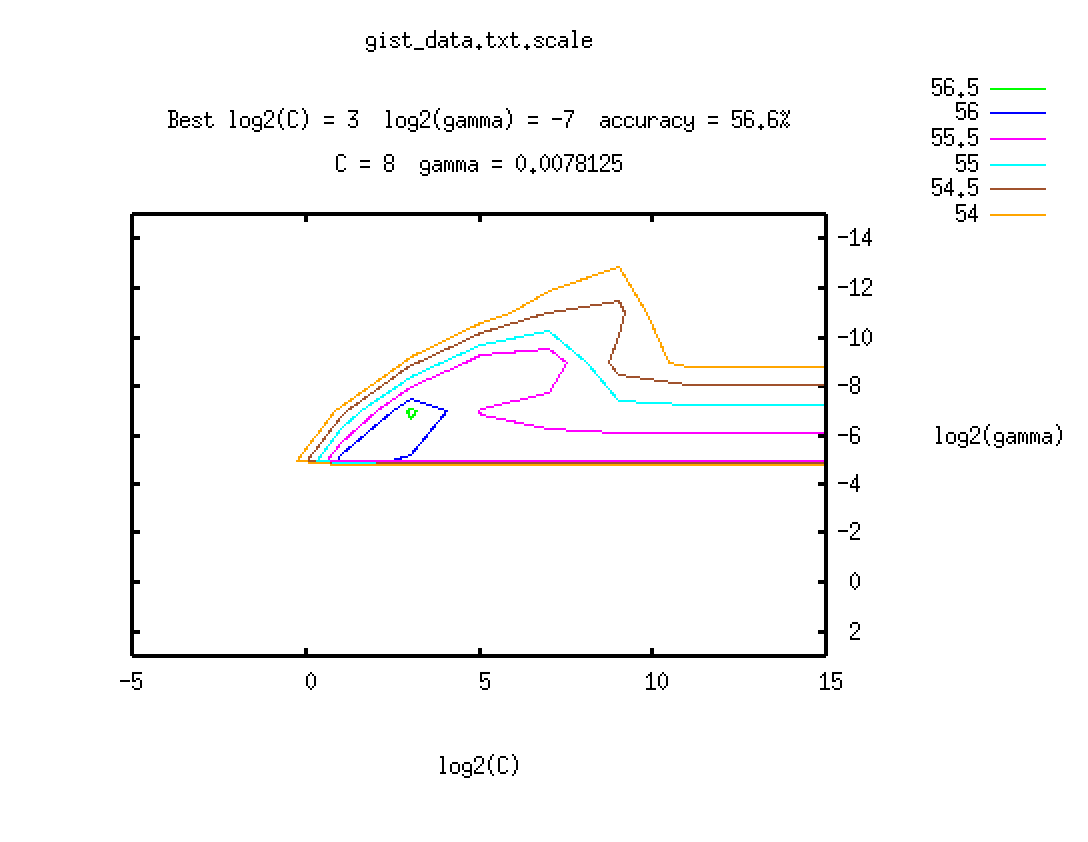 gist_data.txt.scale
Best log2(C) = 3  log2(gamma) = -7  accuracy = 56.6%
C = 8  gamma = 0.0078125
56.5
56
55.5
55
54.5
54
-14
-12
-10
-8
-6
-4
-2
0
2
log2(gamma)
-5 0 5 10 15
log2(C)